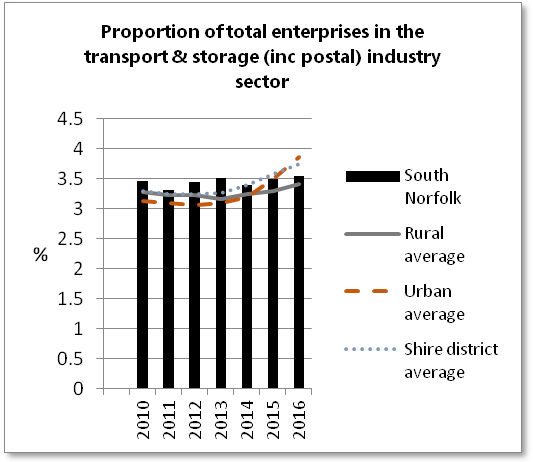 Proportion of total enterprises in the
transport & storage (inc postal) industry
sector
4.5
4
3.5
3
2.5
2
1.5
1
0.5
0
%
2010
2011
2012
2013
2014
2015
2016
South
Norfolk
Rural
average
Urban
average
Shire district
average